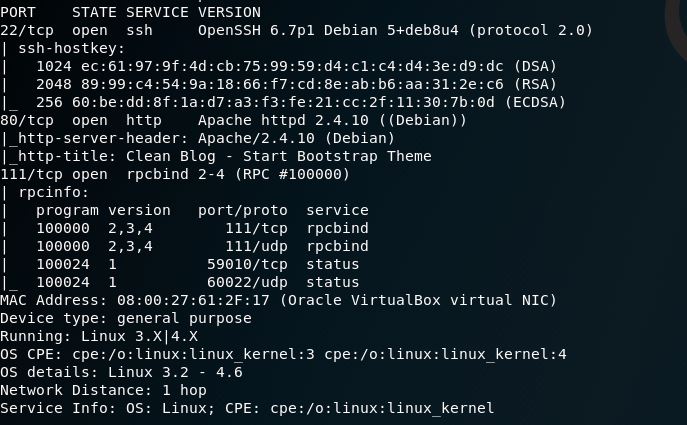 PORT    STATE SERVICE VERSION
22/tcp  open  ssh     OpenSSH 6.7p1 Debian 5+deb8u4 (protocol 2.0)
| ssh-hostkey:
|   1024 ec:61:97:9f:4d:cb:75:99:59:d4:c1:c4:d4:3e:d9:dc (DSA)
|   2048 89:99:c4:54:9a:18:66:f7:cd:8e:ab:b6:aa:31:2e:c6 (RSA)
|_  256 60:be:dd:8f:1a:d7:a3:f3:fe:21:cc:2f:11:30:7b:0d (ECDSA)
80/tcp  open  http    Apache httpd 2.4.10 ((Debian))
|_http-server-header: Apache/2.4.10 (Debian)
|_http-title: Clean Blog - Start Bootstrap Theme
111/tcp open  rpcbind 2-4 (RPC #100000)
| rpcinfo:
|   program version   port/proto  service
|   100000  2,3,4        111/tcp  rpcbind
|   100000  2,3,4        111/udp  rpcbind
|   100024  1          59010/tcp  status
|_  100024  1          60022/udp  status
MAC Address: 08:00:27:61:2F:17 (Oracle VirtualBox virtual NIC)
Device type: general purpose
Running: Linux 3.X|4.X
OS CPE: cpe:/o:linux:linux_kernel:3 cpe:/o:linux:linux_kernel:4
OS details: Linux 3.2 - 4.6
Network Distance: 1 hop
Service Info: OS: Linux; CPE: cpe:/o:linux:linux_kernel